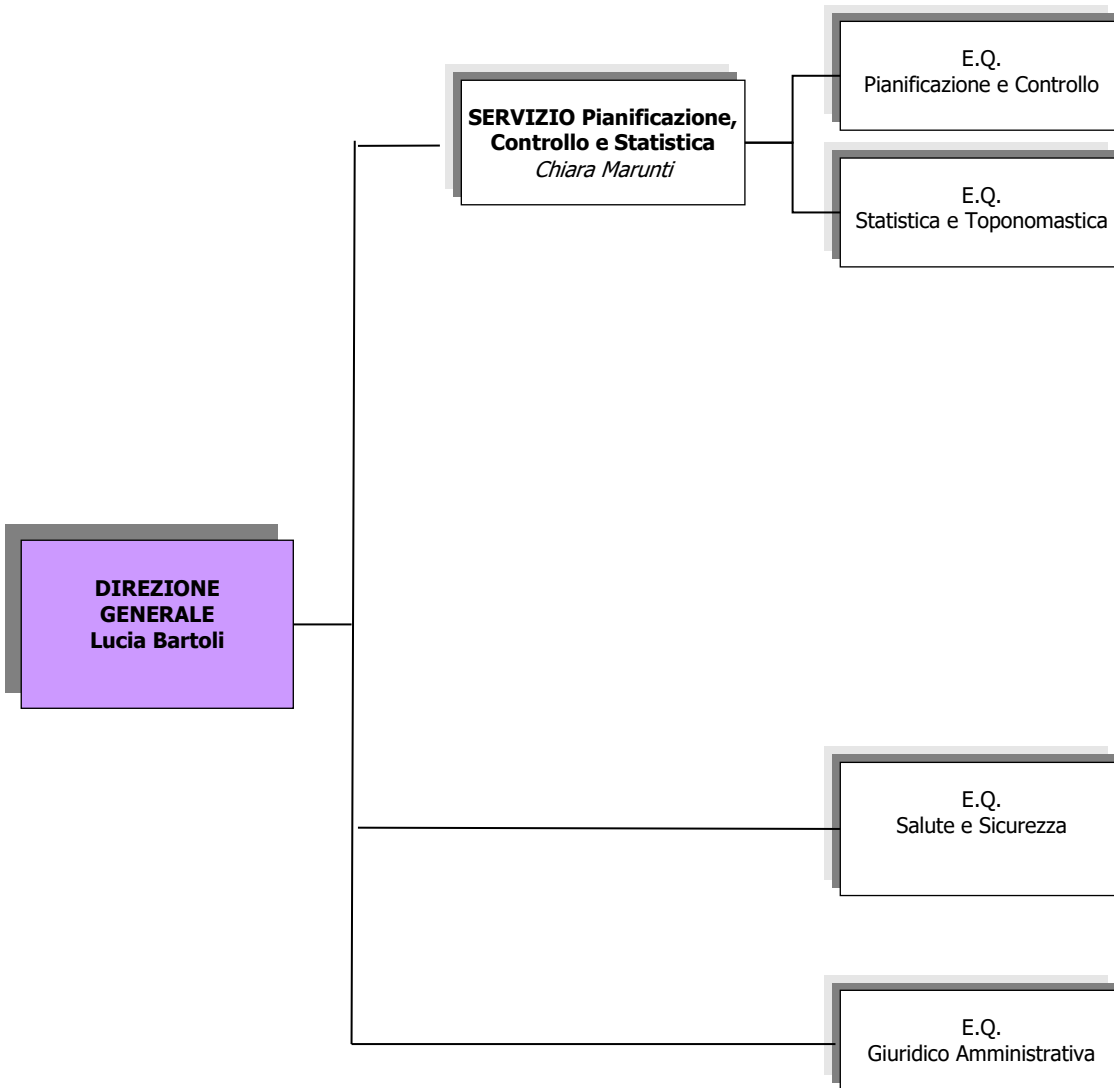 E.Q.
Pianificazione e Controllo
SERVIZIO Pianificazione,
Controllo e Statistica
Chiara Marunti
E.Q.
Statistica e Toponomastica
DIREZIONE
GENERALE
Lucia Bartoli
E.Q.
Salute e Sicurezza
E.Q.
Giuridico Amministrativa